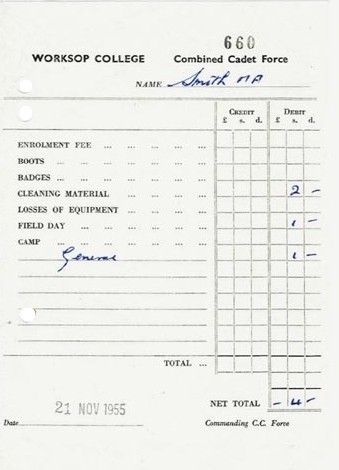 660
WORKSOP COLLEGE Combined Cadet Force
NAME Smith MA
CREDIT DEBIT
£ s. d. £ s. d.
ENROLMENT FEE ... ... ... ... ...
BOOTS ... ... ... ... ... ...
BADGES ... ... ... ... ... ...
CLEANING MATERIAL ... ... ... ... 2 -
LOSSES OF EQUIPMENT ... ... ... ...
FIELD DAY ... ... ... ... ... ... 1 -
CAMP ... ... ... ... ... ...
General 1 -
TOTAL ...
NET TOTAL - 4 -
21 NOV 1955
Date Commanding C.C. Force